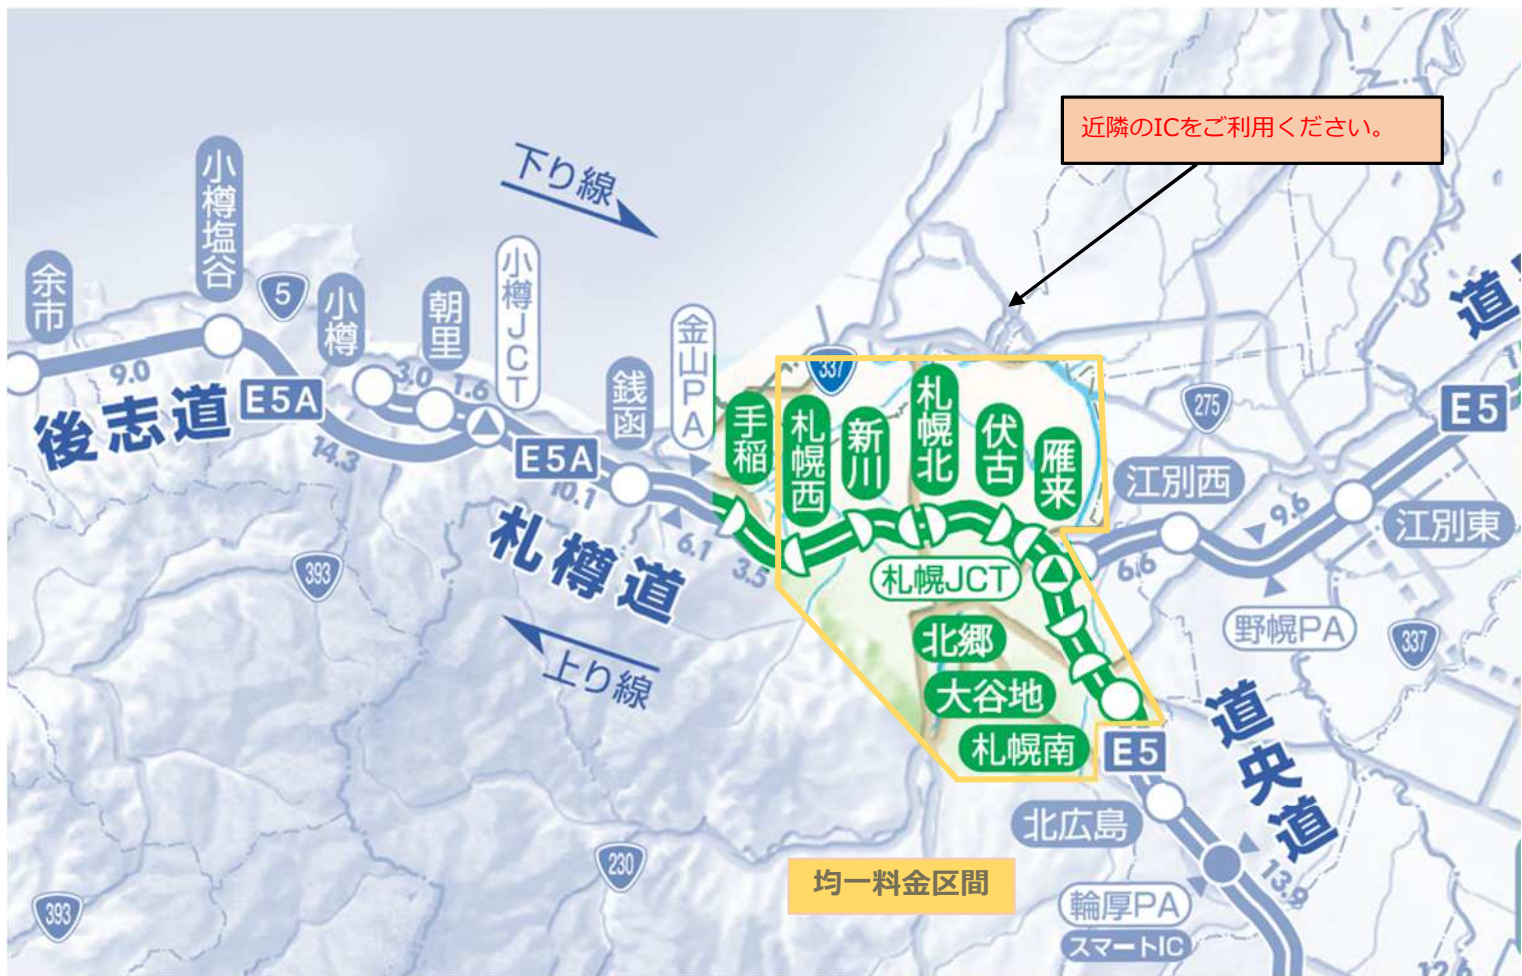 近隣のICをご利用ください。
下り線
小樽塩谷
余市
5
小樽
朝里
小樽JCT
金山PA
銭函
337
手稲
札幌西
新川
札幌北
伏古
雁来
275
E5
道
9.0
後志道
E5A
3.0
1.6
14.3
E5A
10.1
6.1
3.5
札樽道
393
江別西
江別東
9.6
6.6
札幌JCT
野幌PA
337
北郷
大谷地
札幌南
上り線
E5
道央道
北広島
230
均一料金区間
13.9
輪厚PA
スマートIC
393